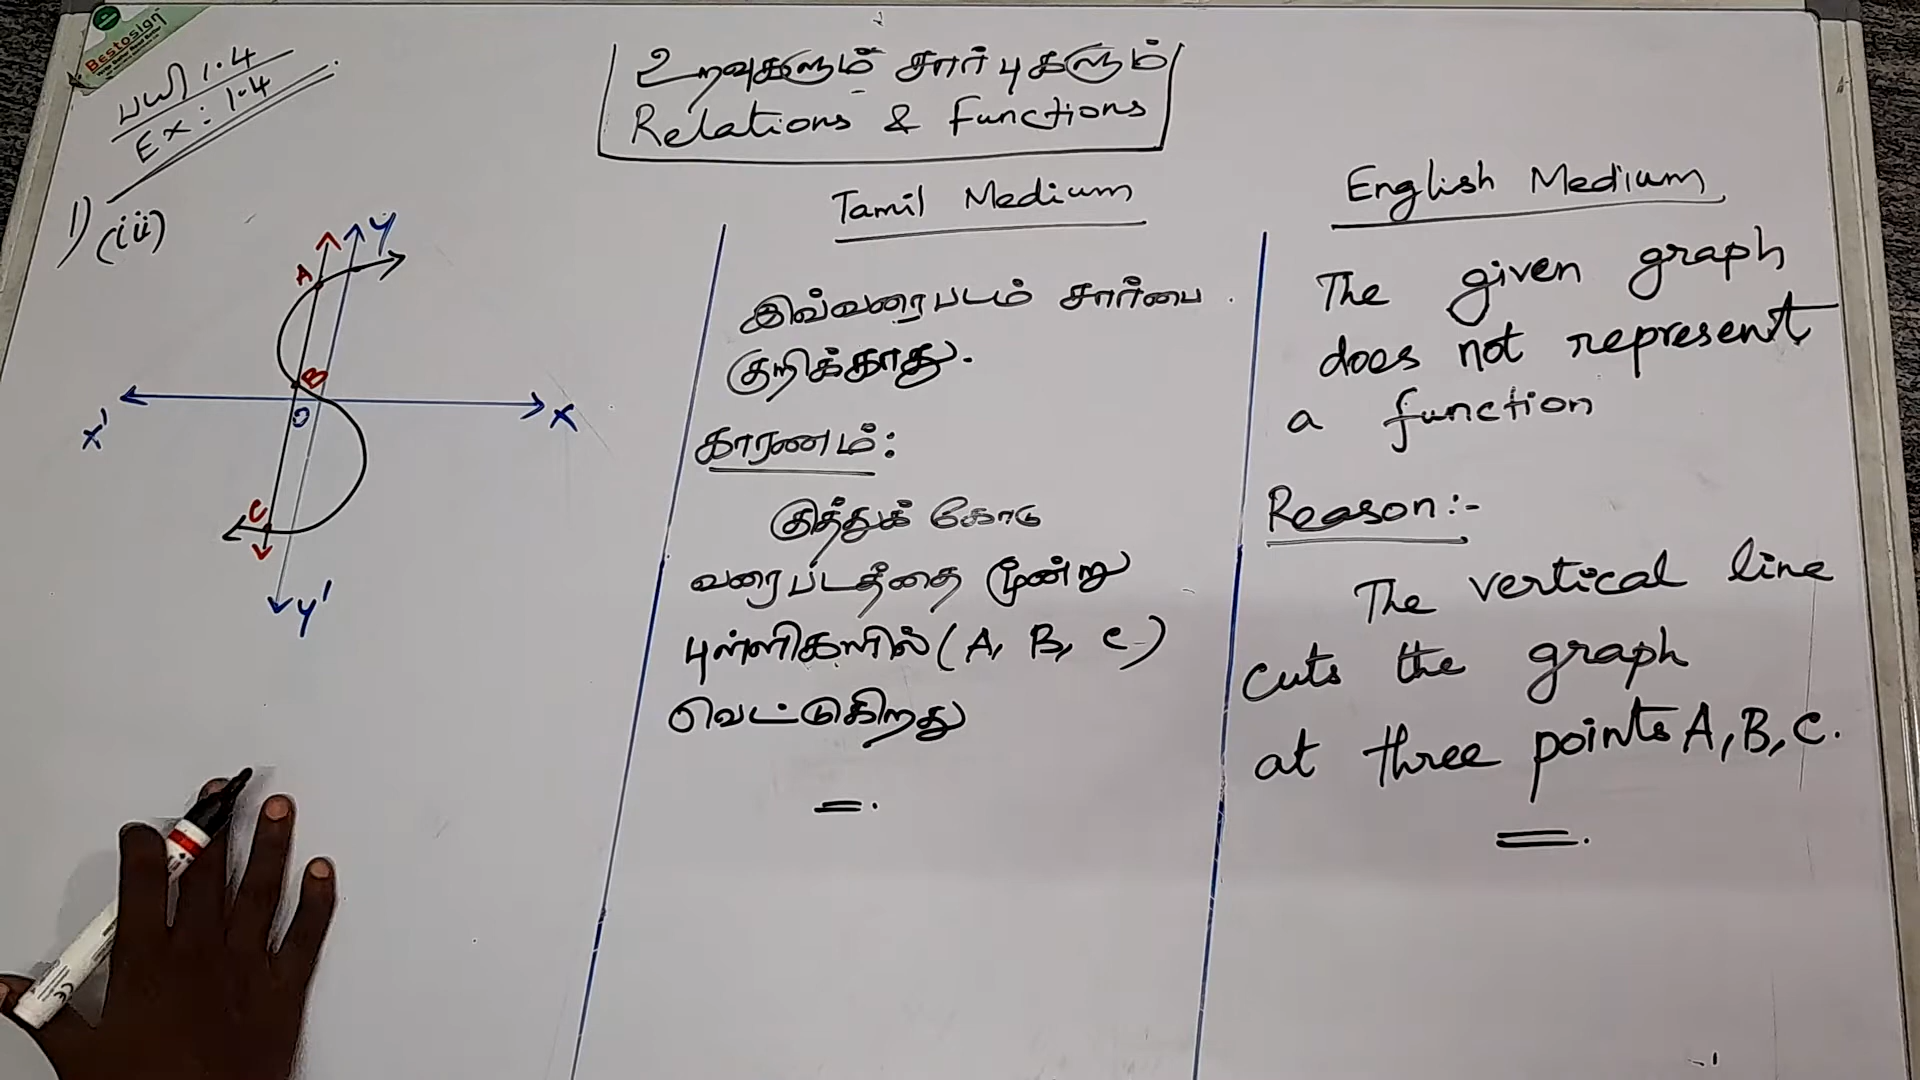 Bestosign
பயி 1.4
Ex: 1.4
உறவுகளும் சார்புகளும்
Relations & Functions
1) (iii)
Y
A
B
O
X'
X
C
Y'
Tamil Medium
இவ்வரைபடம் சார்பை
குறிக்காது.
காரணம்:
குத்துக் கோடு
வரைப்படத்தை மூன்று
புள்ளிகளில் (A, B, C)
வெட்டுகிறது
English Medium
The given graph
does not represent
a function
Reason:-
The vertical line
cuts the graph
at three points A, B, C.